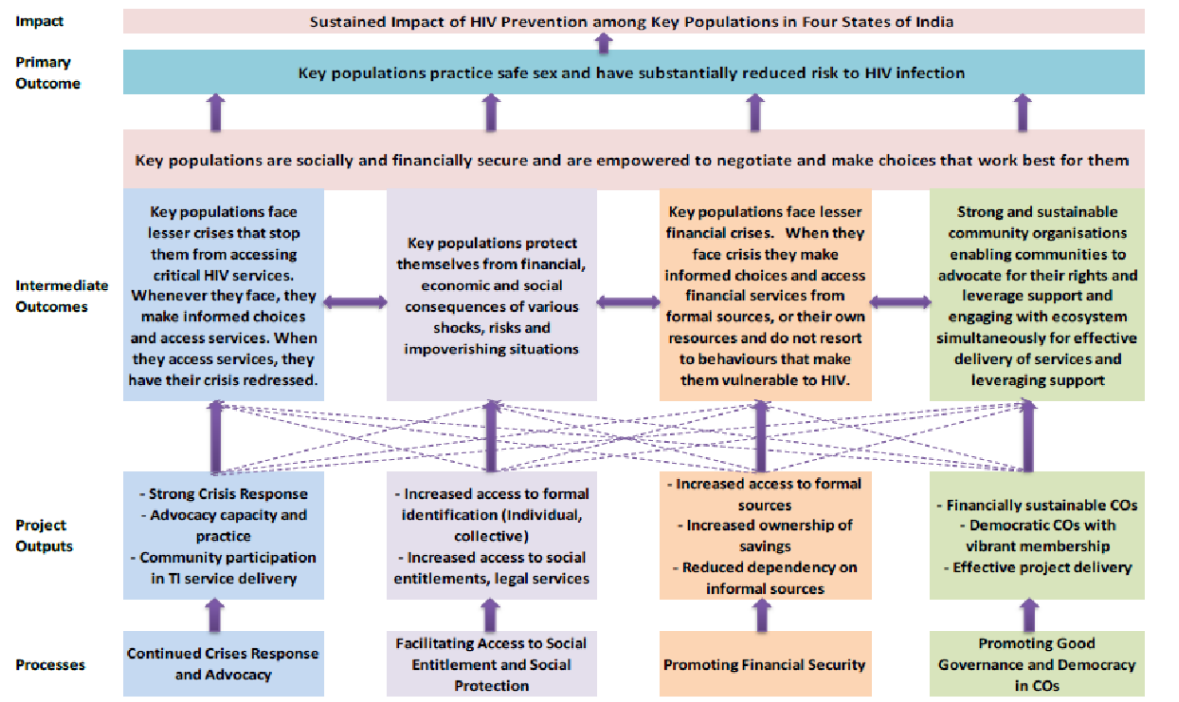 Impact
Sustained Impact of HIV Prevention among Key Populations in Four States of India
Primary
Outcome
Key populations practice safe sex and have substantially reduced risk to HIV infection
Key populations are socially and financially secure and are empowered to negotiate and make choices that work best for them
Intermediate
Outcomes
Key populations face
lesser crises that stop
them from accessing
critical HIV services.
Whenever they face, they
make informed choices
and access services. When
they access services, they
have their crisis redressed.
Key populations protect
themselves from financial,
economic and social
consequences of various
shocks, risks and
impoverishing situations
Key populations face lesser
financial crises. When they
face crisis they make
informed choices and access
financial services from
formal sources, or their own
resources and do not resort
to behaviours that make
them vulnerable to HIV.
Strong and sustainable
community organisations
enabling communities to
advocate for their rights and
leverage support and
engaging with ecosystem
simultaneously for effective
delivery of services and
leveraging support
Project
Outputs
- Strong Crisis Response
- Advocacy capacity and
practice
- Community participation
in TI service delivery
- Increased access to formal
identification (Individual,
collective)
- Increased access to social
entitlements, legal services
- Increased access to formal
sources
- Increased ownership of
savings
- Reduced dependency on
informal sources
- Financially sustainable COs
- Democratic COs with
vibrant membership
- Effective project delivery
Processes
Continued Crises Response
and Advocacy
Facilitating Access to Social
Entitlement and Social
Protection
Promoting Financial Security
Promoting Good
Governance and Democracy
in COs